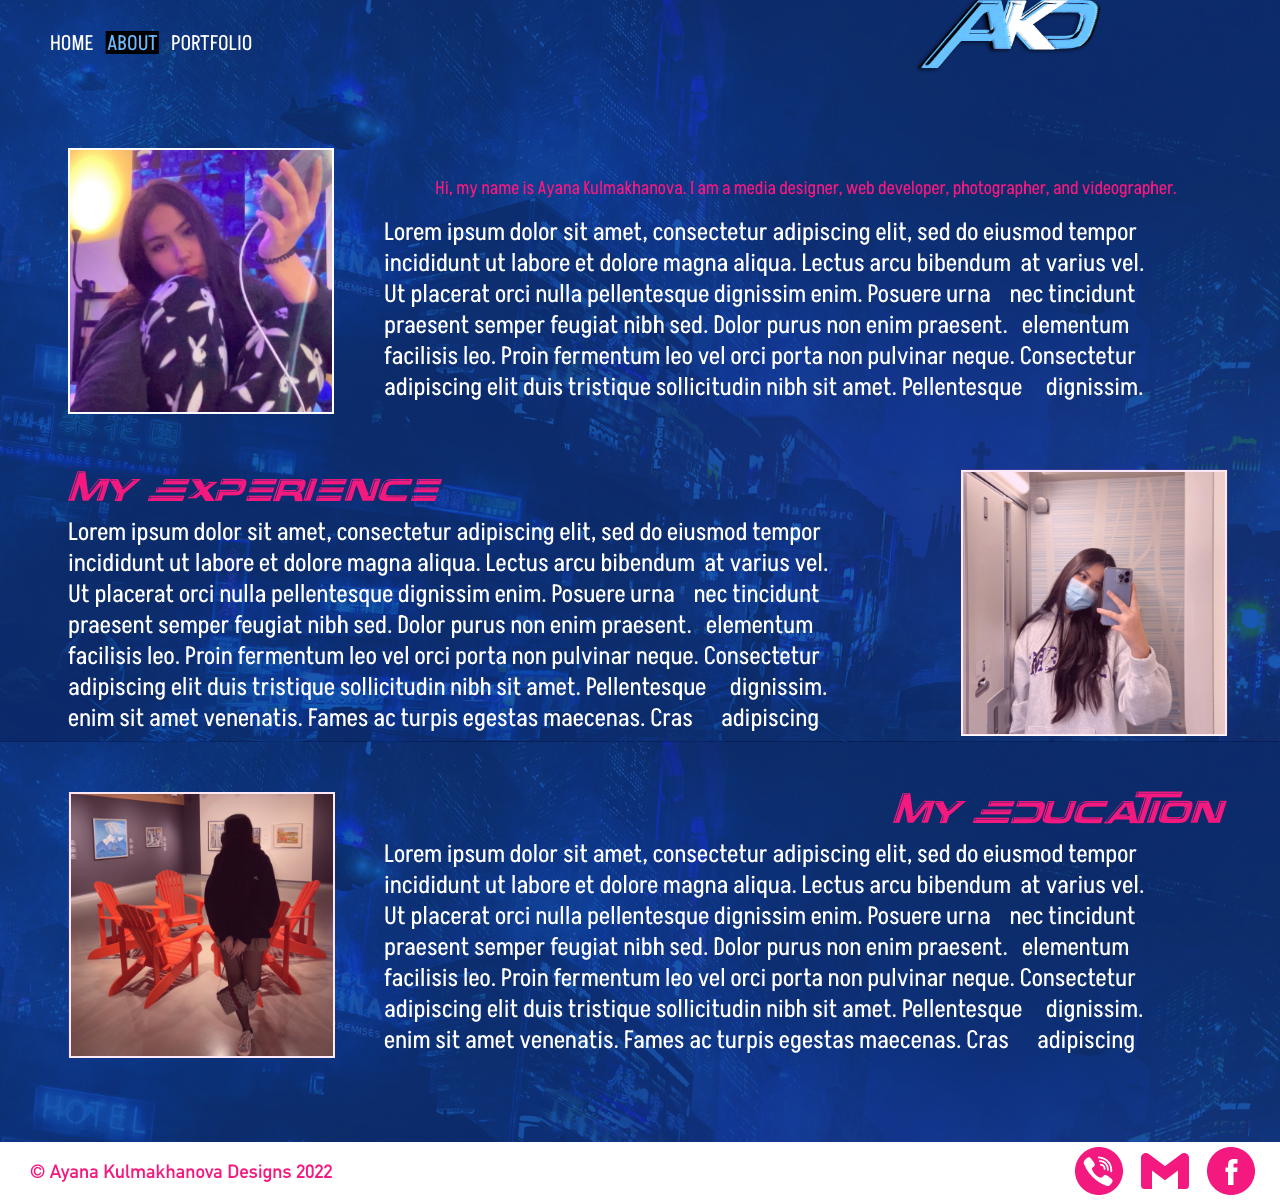 HOME ABOUT PORTFOLIO
AKD
Hi, my name is Ayana Kulmakhanova. I am a media designer, web developer, photographer, and videographer.
Lorem ipsum dolor sit amet, consectetur adipiscing elit, sed do eiusmod tempor
incididunt ut labore et dolore magna aliqua. Lectus arcu bibendum at varius vel.
Ut placerat orci nulla pellentesque dignissim enim. Posuere urna nec tincidunt
praesent semper feugiat nibh sed. Dolor purus non enim praesent. elementum
facilisis leo. Proin fermentum leo vel orci porta non pulvinar neque. Consectetur
adipiscing elit duis tristique sollicitudin nibh sit amet. Pellentesque dignissim.
LEE FA YUEN
My experience
Hardware
Lorem ipsum dolor sit amet, consectetur adipiscing elit, sed do eiusmod tempor
incididunt ut labore et dolore magna aliqua. Lectus arcu bibendum at varius vel.
Ut placerat orci nulla pellentesque dignissim enim. Posuere urna nec tincidunt
praesent semper feugiat nibh sed. Dolor purus non enim praesent. elementum
facilisis leo. Proin fermentum leo vel orci porta non pulvinar neque. Consectetur
adipiscing elit duis tristique sollicitudin nibh sit amet. Pellentesque dignissim.
enim sit amet venenatis. Fames ac turpis egestas maecenas. Cras adipiscing
My education
Lorem ipsum dolor sit amet, consectetur adipiscing elit, sed do eiusmod tempor
incididunt ut labore et dolore magna aliqua. Lectus arcu bibendum at varius vel.
Ut placerat orci nulla pellentesque dignissim enim. Posuere urna nec tincidunt
praesent semper feugiat nibh sed. Dolor purus non enim praesent. elementum
facilisis leo. Proin fermentum leo vel orci porta non pulvinar neque. Consectetur
adipiscing elit duis tristique sollicitudin nibh sit amet. Pellentesque dignissim.
enim sit amet venenatis. Fames ac turpis egestas maecenas. Cras adipiscing
HOTEL
© Ayana Kulmakhanova Designs 2022